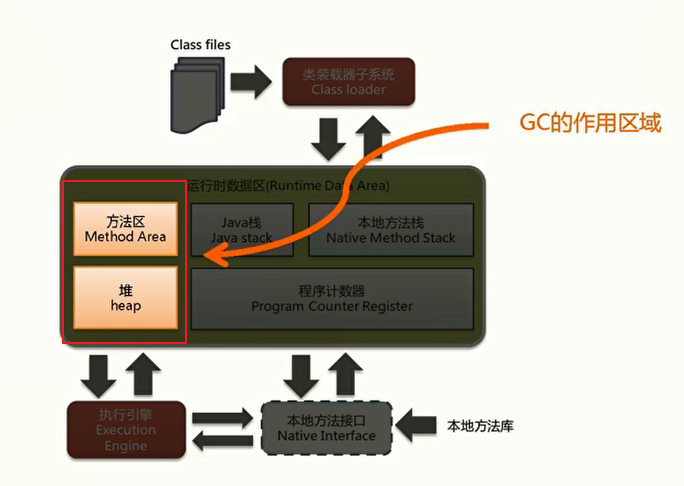 Class files
类装载器子系统
Class loader
GC的作用区域
运行时数据区(Runtime Data Area)
方法区
Method Area
Java栈
Java stack
本地方法栈
Native Method Stack
堆
heap
程序计数器
Program Counter Register
执行引擎
Execution
Engine
本地方法接口
Native Interface
本地方法库